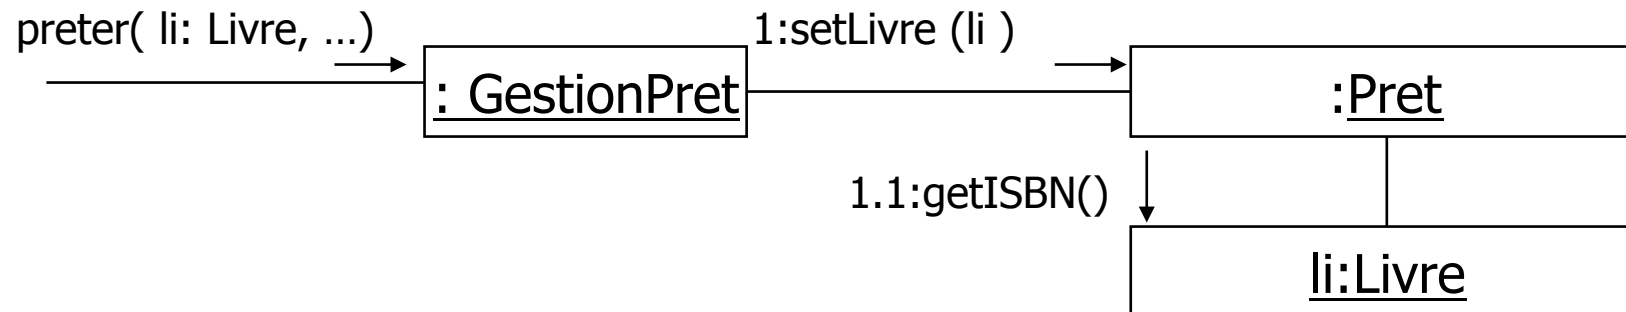 preter( li: Livre, …)
1:setLivre (li )
: GestionPret
:Pret
1.1:getISBN()
li:Livre